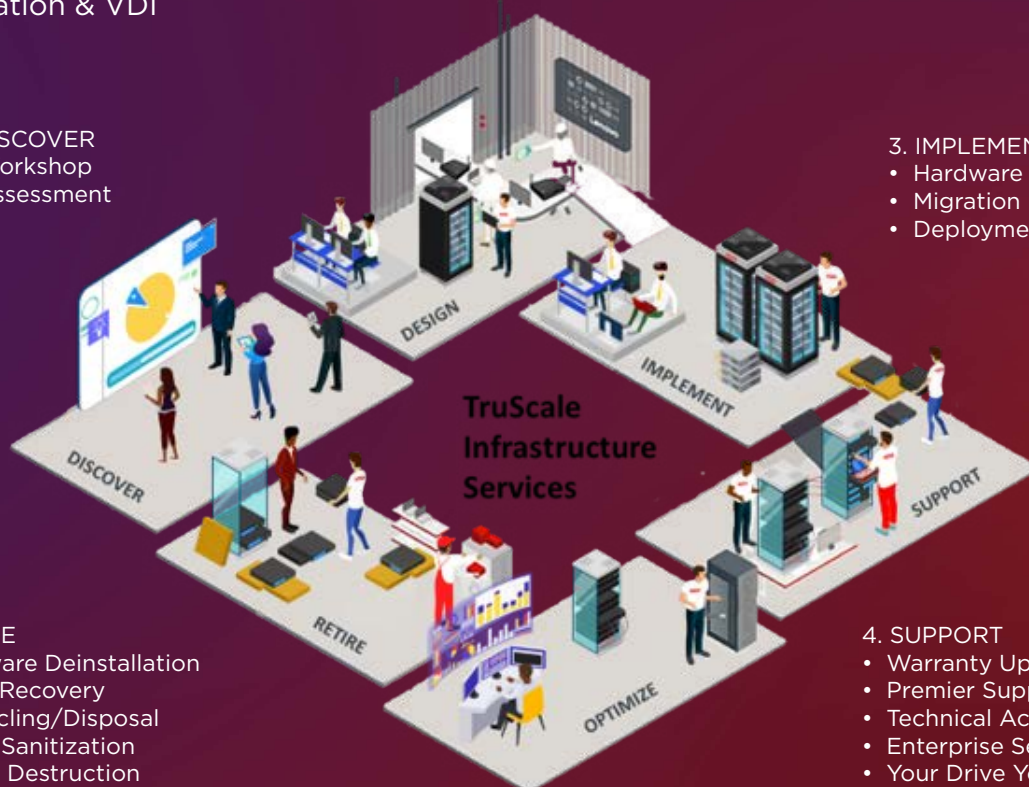 ation & VDI
SCOVER
orkshop
ssessment
3. IMPLEMEN
• Hardware
• Migration
• Deployme
Lenovo
DESIGN
IMPLEMENT
TruScale
Infrastructure
Services
DISCOVER
SUPPORT
RETIRE
OPTIMIZE
E
are Deinstallation
Recovery
cling/Disposal
Sanitization
Destruction
4. SUPPORT
• Warranty Up
• Premier Supp
• Technical Ac
• Enterprise Se
• Your Drive Yo